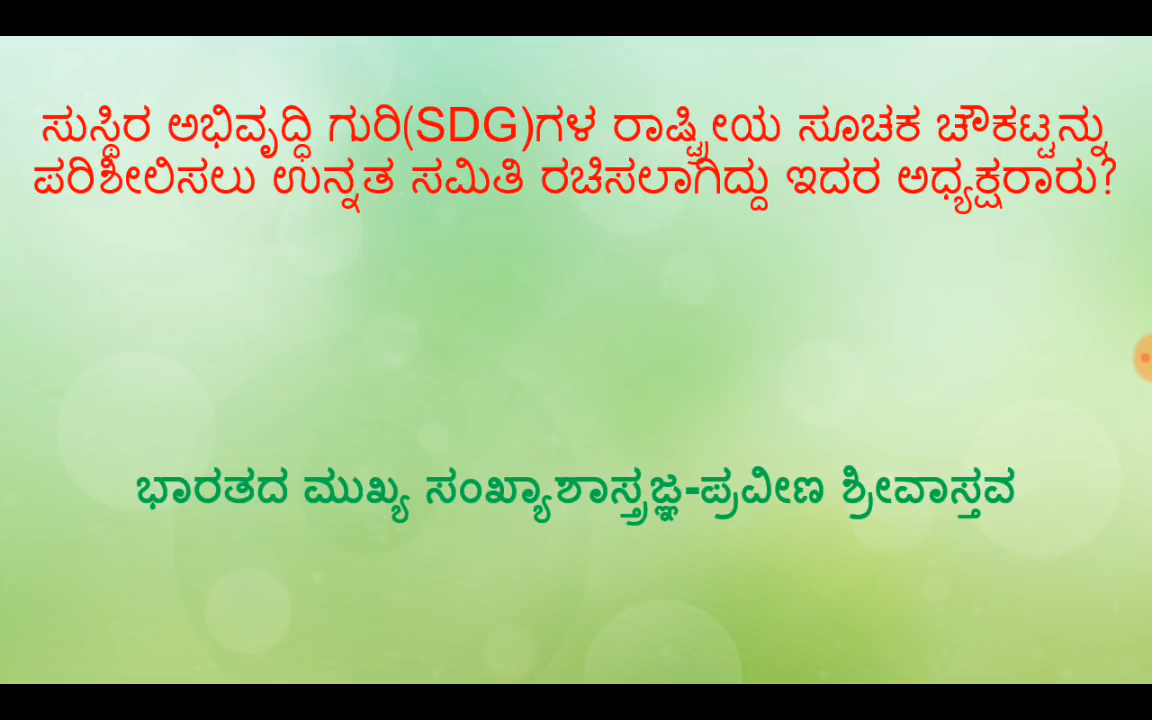 ಸುಸ್ಥಿರ ಅಭಿವೃದ್ಧಿ ಗುರಿ(SDG)ಗಳ ರಾಷ್ಟ್ರೀಯ ಸೂಚಕ ಚೌಕಟ್ಟನ್ನು
ಪರಿಶೀಲಿಸಲು ಉನ್ನತ ಸಮಿತಿ ರಚಿಸಲಾಗಿದ್ದು ಇದರ ಅಧ್ಯಕ್ಷರಾರು?
ಭಾರತದ ಮುಖ್ಯ ಸಂಖ್ಯಾಶಾಸ್ತ್ರಜ್ಞ-ಪ್ರವೀಣ ಶ್ರೀವಾಸ್ತವ